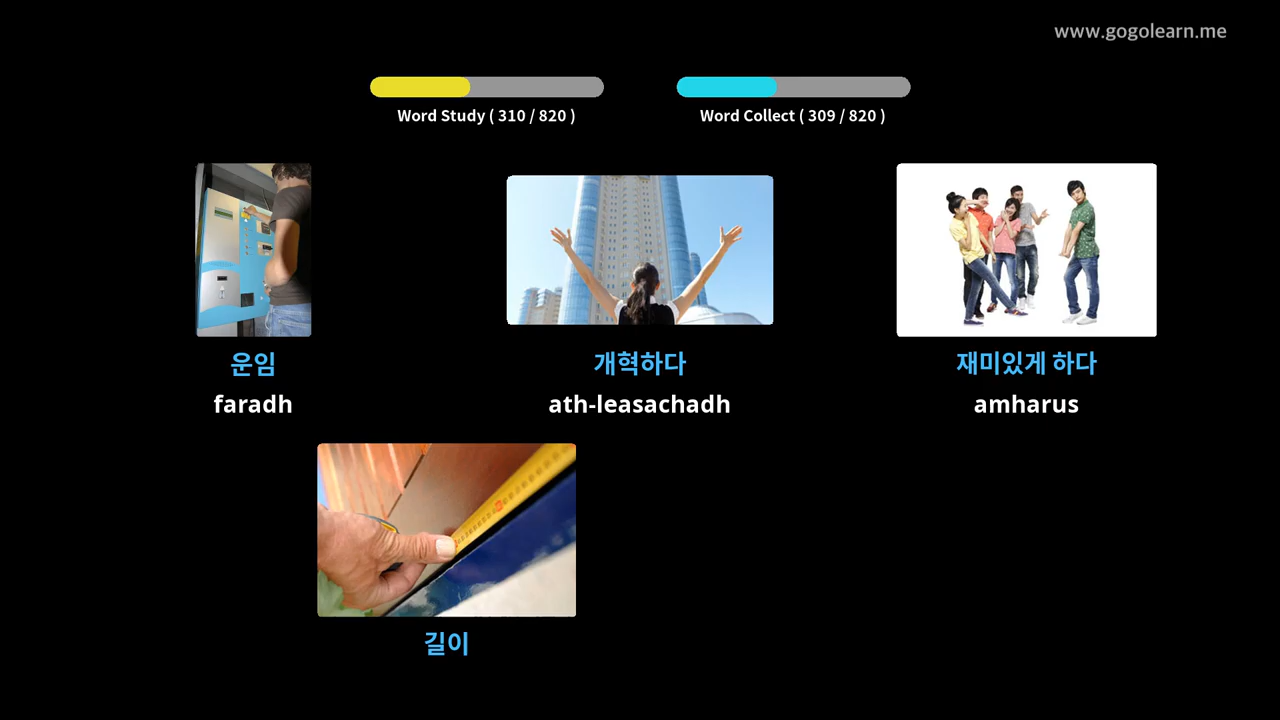 www.gogolearn.me
Word Study ( 310 / 820 )
Word Collect ( 309 / 820 )
운임
faradh
개혁하다
ath-leasachadh
재미있게 하다
amharus
길이